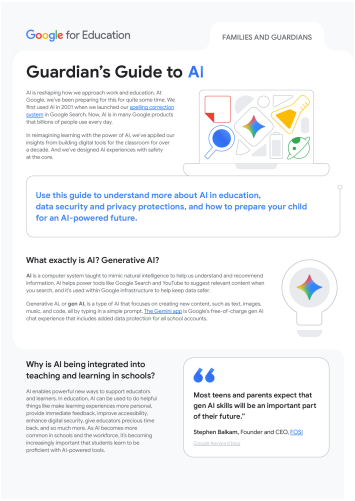 Google for Education
FAMILIES AND GUARDIANS
Guardian's Guide to AI
AI is reshaping how we approach work and education. At
Google, we've been preparing for this for quite some time. We
first used AI in 2001 when we launched our spelling correction
system in Google Search. Now, AI is in many Google products
that billions of people use every day.
In reimagining learning with the power of AI, we've applied our
insights from building digital tools for the classroom for over
a decade. And we've designed AI experiences with safety
at the core.
Use this guide to understand more about AI in education,
data security and privacy protections, and how to prepare your child
for an AI-powered future.
What exactly is AI? Generative AI?
AI is a computer system taught to mimic natural intelligence to help us understand and recommend
information. AI helps power tools like Google Search and YouTube to suggest relevant content when
you search, and it's used within Google infrastructure to help keep data safer.
Generative AI, or gen AI, is a type of AI that focuses on creating new content, such as text, images,
music, and code, all by typing in a simple prompt. The Gemini app is Google's free-of-charge gen AI
chat experience that includes added data protection for all school accounts.
Why is AI being integrated into
teaching and learning in schools?
AI enables powerful new ways to support educators
and learners. In education, AI can be used to do helpful
things like making learning experiences more personal,
provide immediate feedback, improve accessibility,
enhance digital security, give educators precious time
back, and so much more. As AI becomes more
common in schools and the workforce, it's becoming
increasingly important that students learn to be
proficient with AI-powered tools.
Most teens and parents expect that
gen AI skills will be an important part
of their future."
Stephen Balkam, Founder and CEO, FOSI